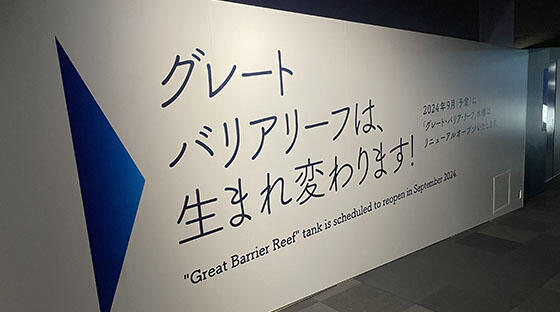 グレート
バリアリーフは、
生まれ変わります!
2024年9月(予定)に
「グレート・バリア・リーフ」水槽は
リニューアルオープンいたします。
"Great Barrier Reef" tank is scheduled to reopen in September 2024.